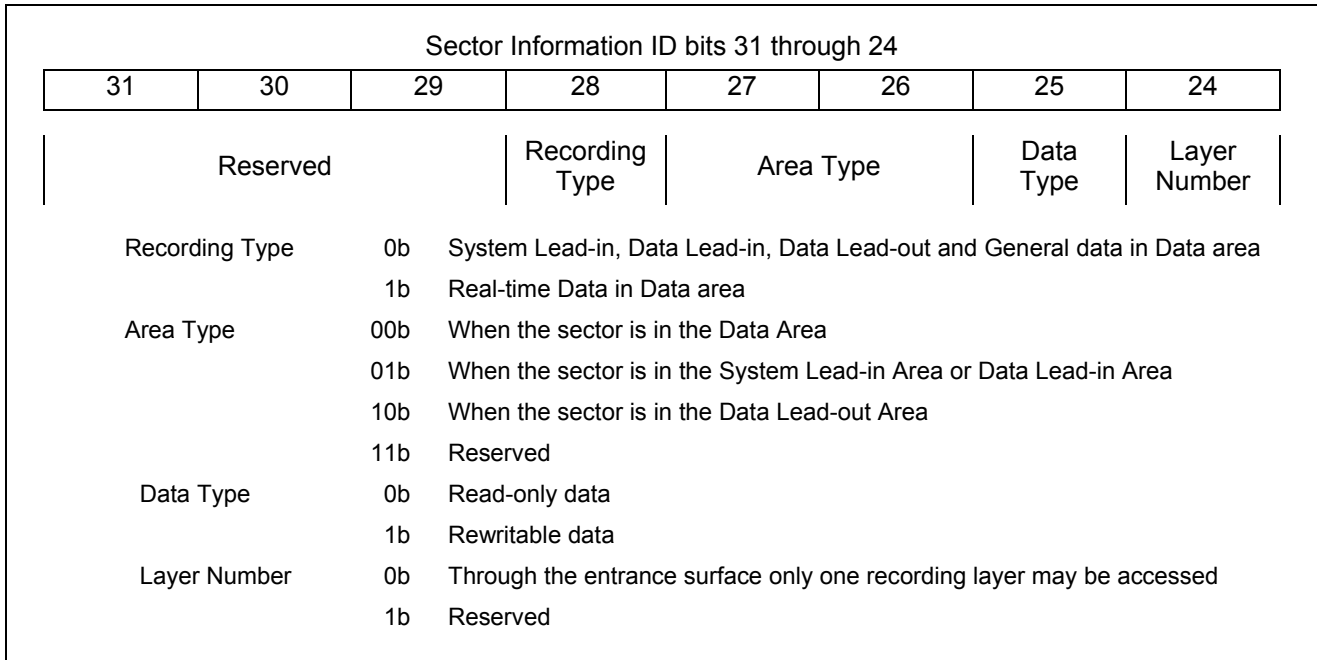 Sector Information ID bits 31 through 24
31 30 29 28 27 26 25 24
Reserved Recording Type Area Type Data Type Layer Number
Recording Type 0b System Lead-in, Data Lead-in, Data Lead-out and General data in Data area
1b Real-time Data in Data area
Area Type 00b When the sector is in the Data Area
01b When the sector is in the System Lead-in Area or Data Lead-in Area
10b When the sector is in the Data Lead-out Area
11b Reserved
Data Type 0b Read-only data
1b Rewritable data
Layer Number 0b Through the entrance surface only one recording layer may be accessed
1b Reserved